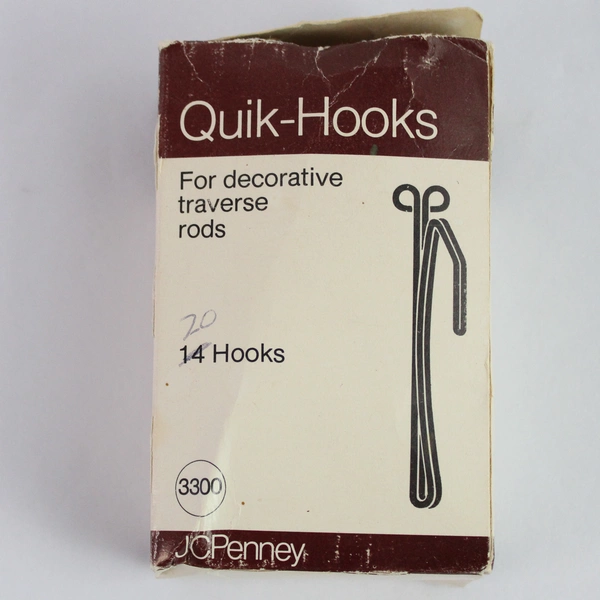 Quik-Hooks
For decorative
traverse
rods
20
14 Hooks
3300
JCPenney